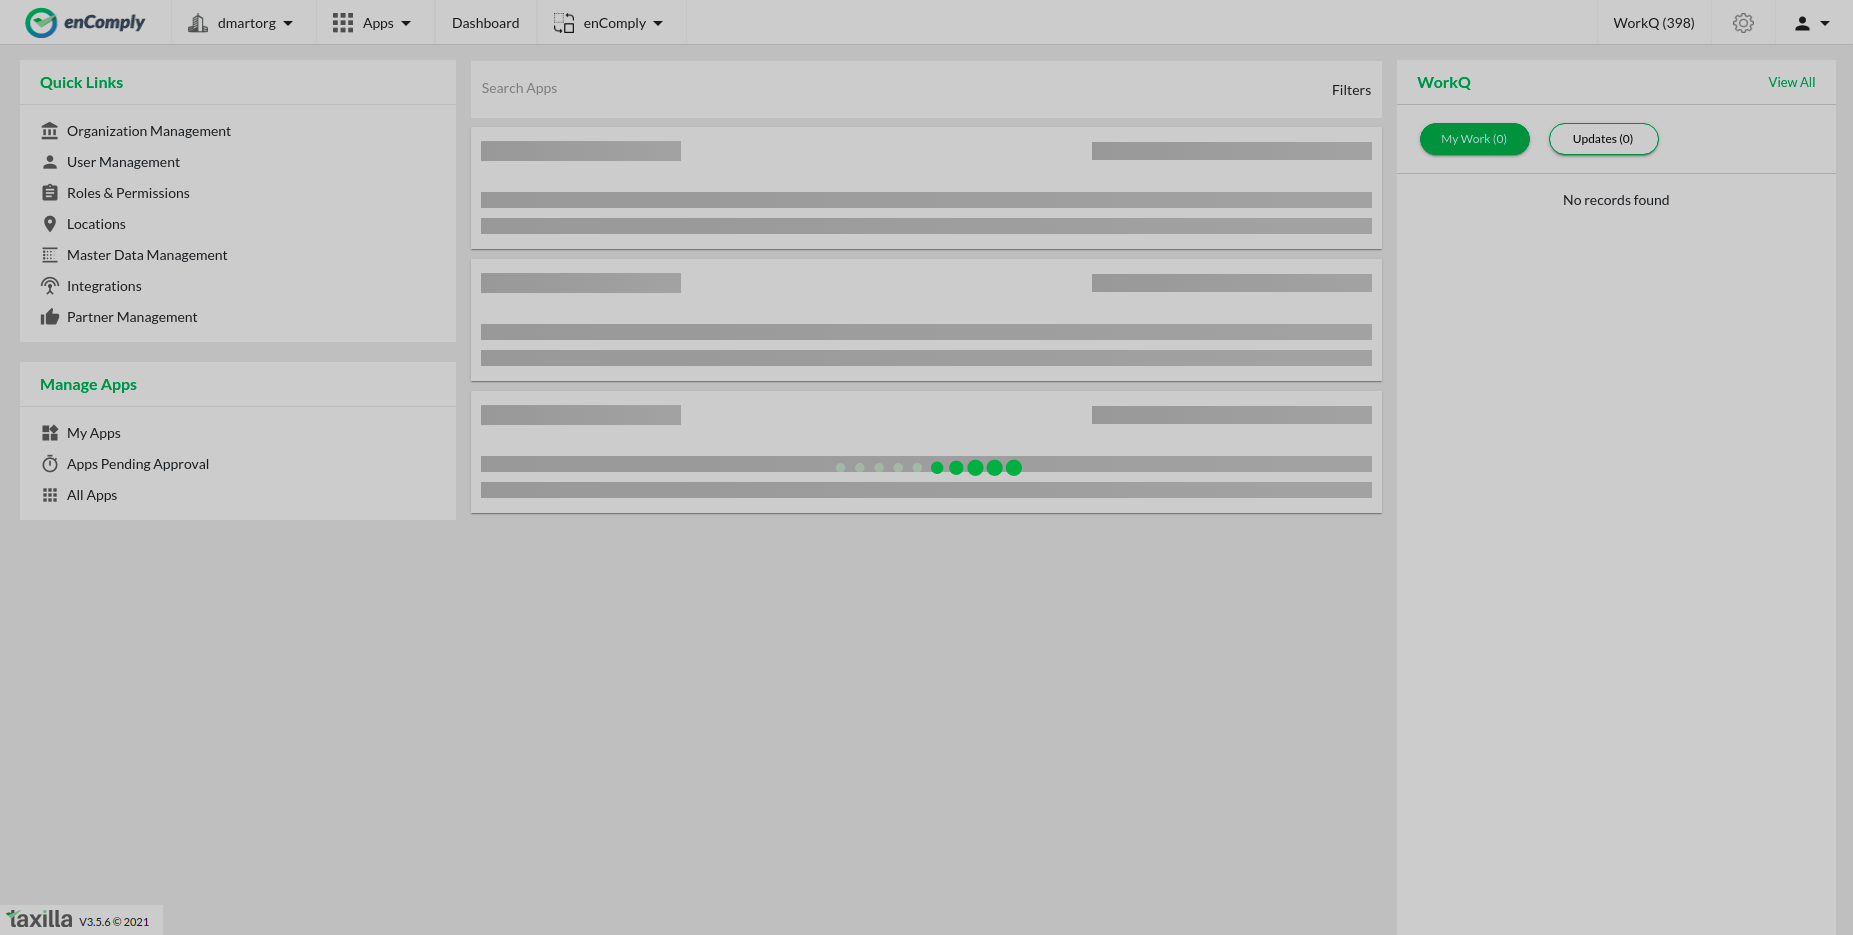 enComply
dmartorg
Apps
Dashboard
enComply
WorkQ (398)
Quick Links
Organization Management
User Management
Roles & Permissions
Locations
Master Data Management
Integrations
Partner Management
Manage Apps
My Apps
Apps Pending Approval
All Apps
Search Apps
Filters
WorkQ
View All
My Work (0)
Updates (0)
No records found
taxilla V3.5.6 © 2021